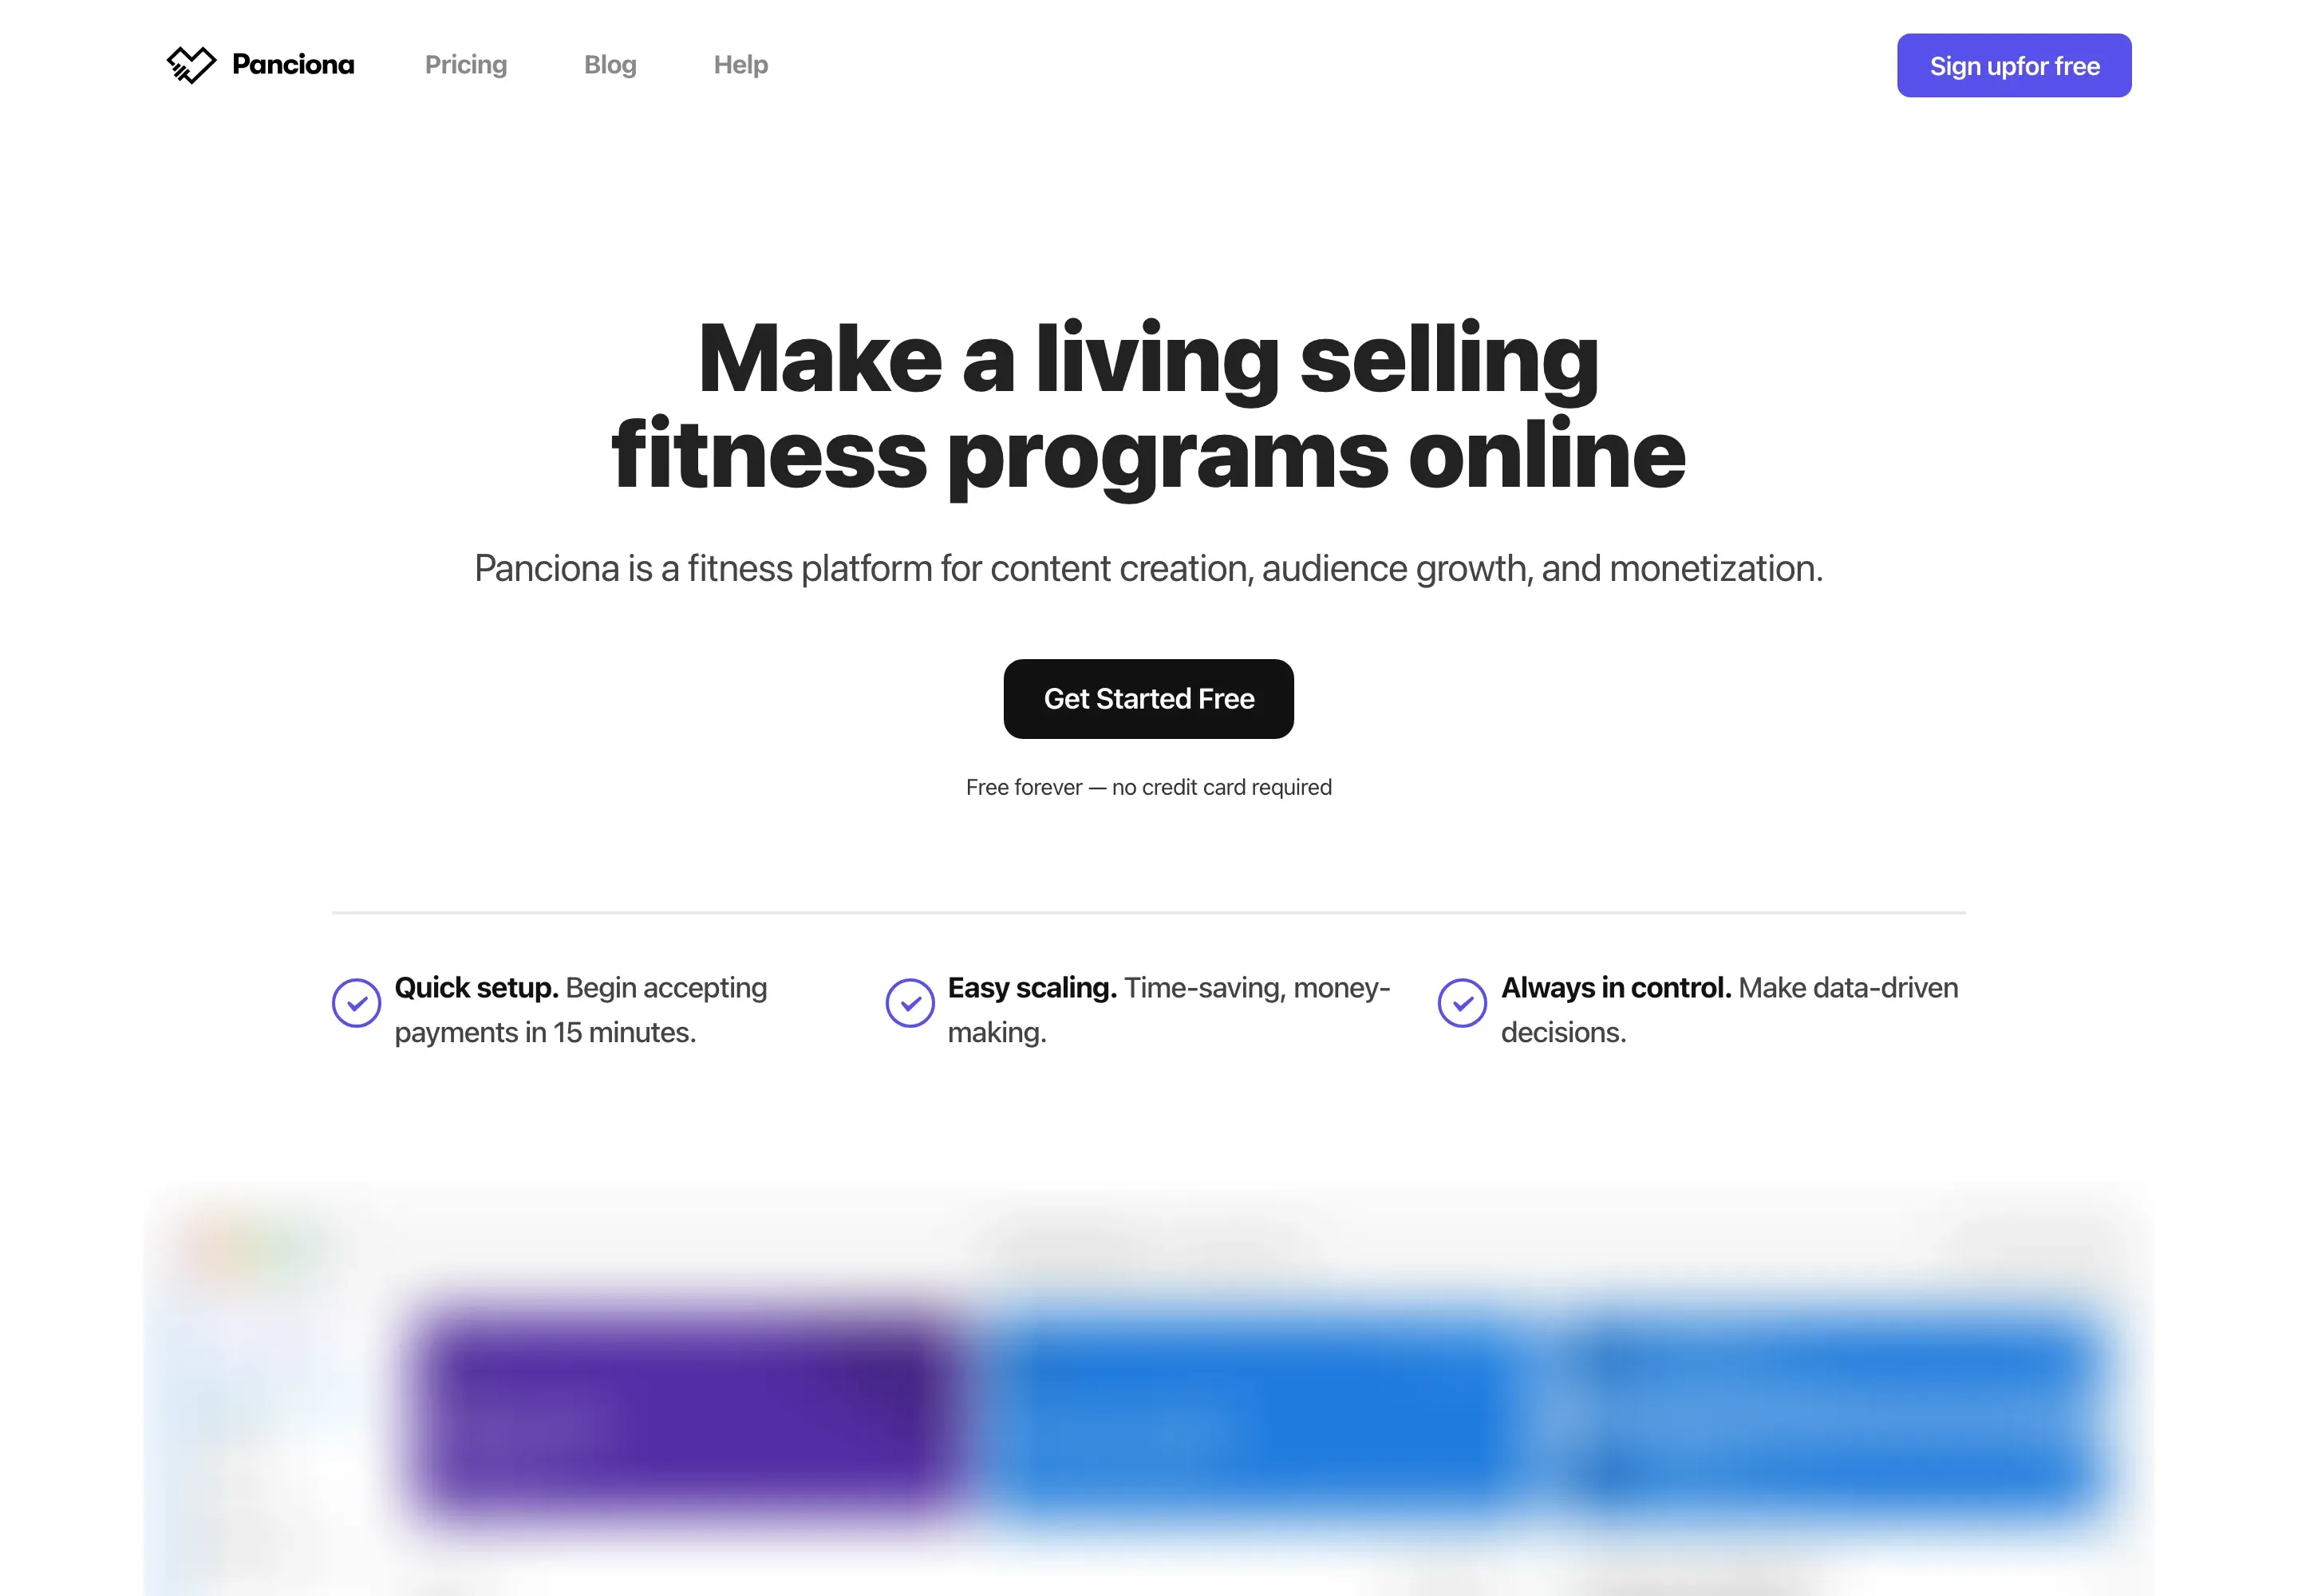 Panciona
Pricing
Blog
Help
Sign upfor free
Make a living selling
fitness programs online
Panciona is a fitness platform for content creation, audience growth, and monetization.
Get Started Free
Free forever — no credit card required
Quick setup. Begin accepting
payments in 15 minutes.
Easy scaling. Time-saving, money-
making.
Always in control. Make data-driven
decisions.